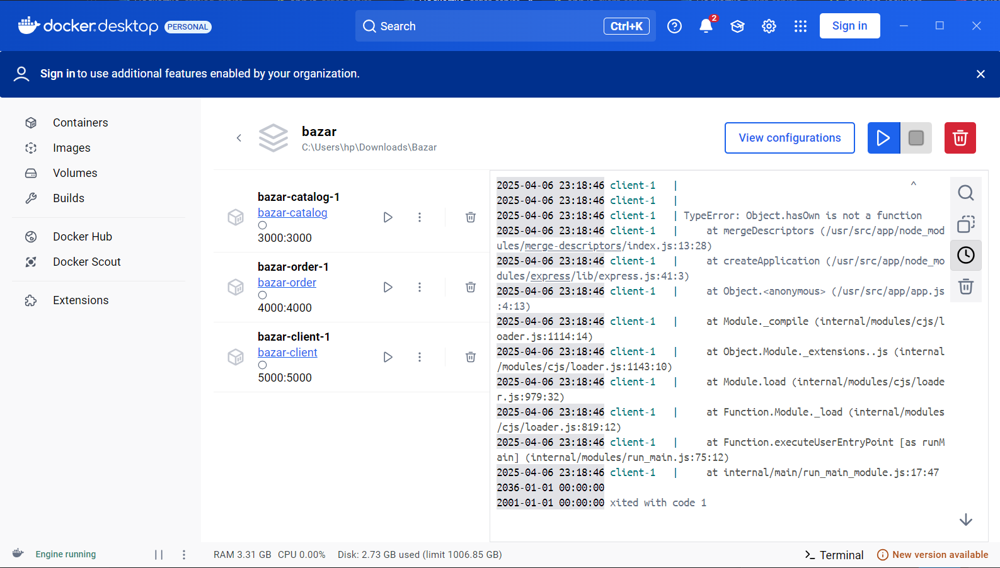 docker.desktop PERSONAL
Search
Ctrl+K
2
Sign in
Sign in to use additional features enabled by your organization.
Containers
Images
Volumes
Builds
Docker Hub
Docker Scout
Extensions
bazar
C:\Users\hp\Downloads\Bazar
View configurations
bazar-catalog-1
bazar-catalog
3000:3000
bazar-order-1
bazar-order
4000:4000
bazar-client-1
bazar-client
5000:5000
2025-04-06 23:18:46 client-1 | ^
2025-04-06 23:18:46 client-1 |
2025-04-06 23:18:46 client-1 | TypeError: Object.hasOwn is not a function
2025-04-06 23:18:46 client-1 | at mergeDescriptors (/usr/src/app/node_mod
ules/merge-descriptors/index.js:13:28)
2025-04-06 23:18:46 client-1 | at createApplication (/usr/src/app/node_mo
dules/express/lib/express.js:41:3)
2025-04-06 23:18:46 client-1 | at Object.<anonymous> (/usr/src/app/app.js
:4:13)
2025-04-06 23:18:46 client-1 | at Module._compile (internal/modules/cjs/l
oader.js:1114:14)
2025-04-06 23:18:46 client-1 | at Object.Module._extensions..js (internal
/modules/cjs/loader.js:1143:10)
2025-04-06 23:18:46 client-1 | at Module.load (internal/modules/cjs/loade
r.js:979:32)
2025-04-06 23:18:46 client-1 | at Function.Module._load (internal/modules
/cjs/loader.js:819:12)
2025-04-06 23:18:46 client-1 | at Function.executeUserEntryPoint [as runM
ain] (internal/modules/run_main.js:75:12)
2025-04-06 23:18:46 client-1 | at internal/main/run_main_module.js:17:47
2036-01-01 00:00:00
2001-01-01 00:00:00 xited with code 1
Engine running
RAM 3.31 GB CPU 0.00% Disk: 2.73 GB used (limit 1006.85 GB)
Terminal
New version available